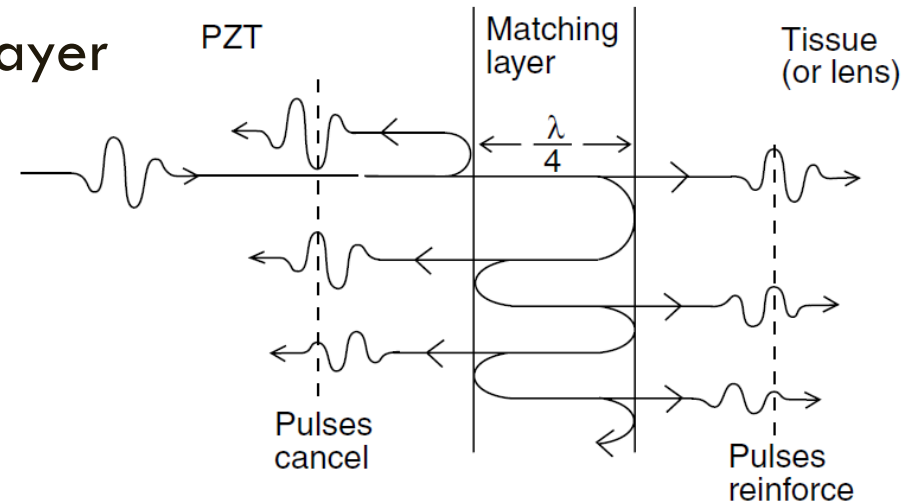 ayer
PZT
Matching
layer
Tissue
(or lens)
λ
4
Pulses
cancel
Pulses
reinforce